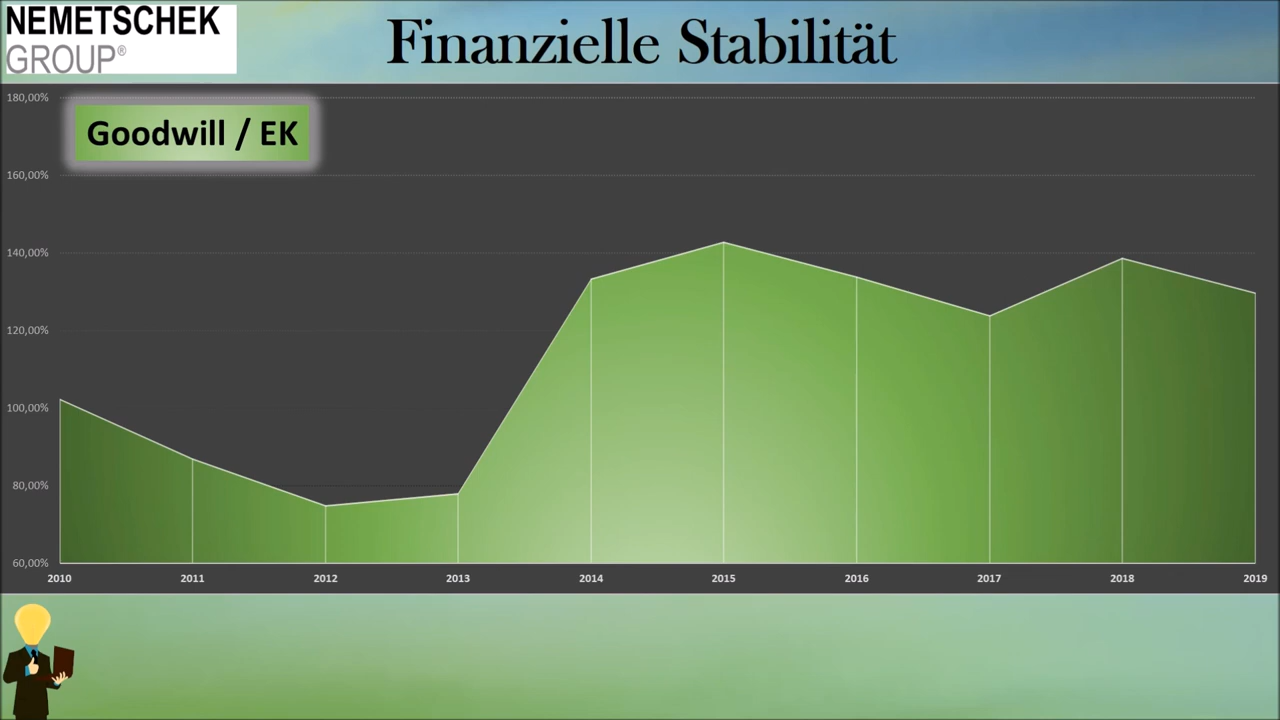 NEMETSCHEK
GROUP®
Finanzielle Stabilität
Goodwill / EK
180,00%
160,00%
140,00%
120,00%
100,00%
80,00%
60,00%
2010 2011 2012 2013 2014 2015 2016 2017 2018 2019